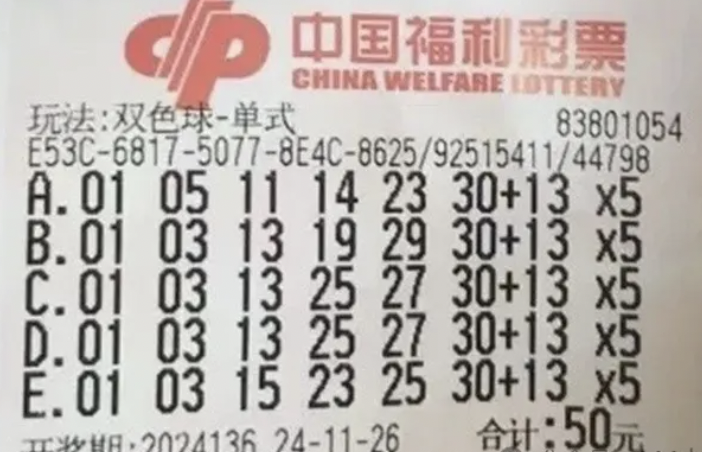 中国福利彩票
CHINA WELFARE LOTTERY
玩法:双色球-单式 83801054
E53C-6817-5077-8E4C-8625/92515411/44798
A.01 05 11 14 23 30+13 x5
B.01 03 13 19 29 30+13 x5
C.01 03 13 25 27 30+13 x5
D.01 03 13 25 27 30+13 x5
E.01 03 15 23 25 30+13 x5
开奖期:2024136 24-11-26 合计:50元